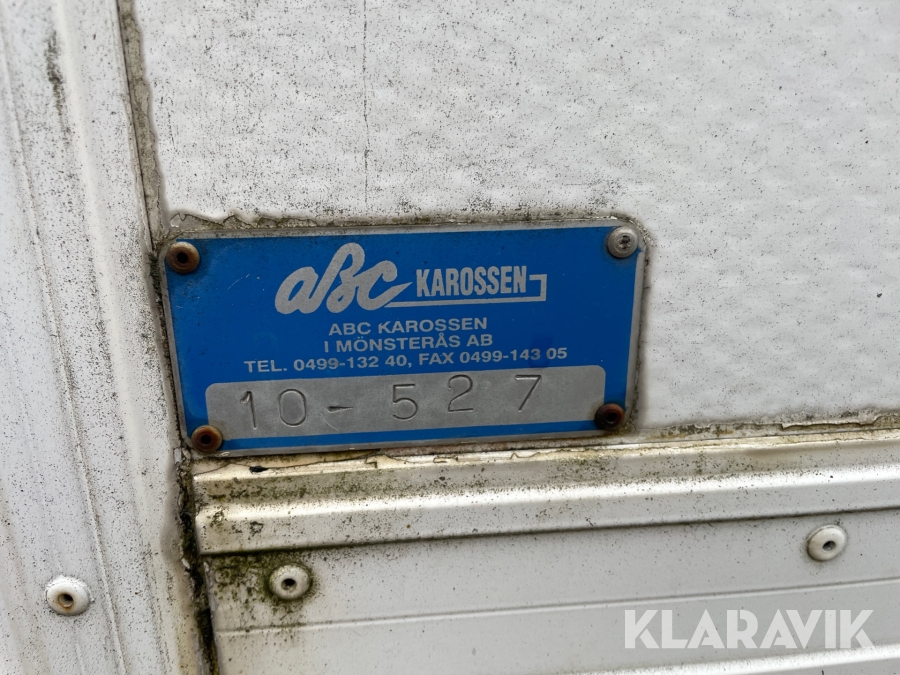 aBc KAROSSEN
ABC KAROSSEN
I MÖNSTERÅS AB
TEL. 0499-132 40, FAX 0499-143 05
10-527
KLARAVIK